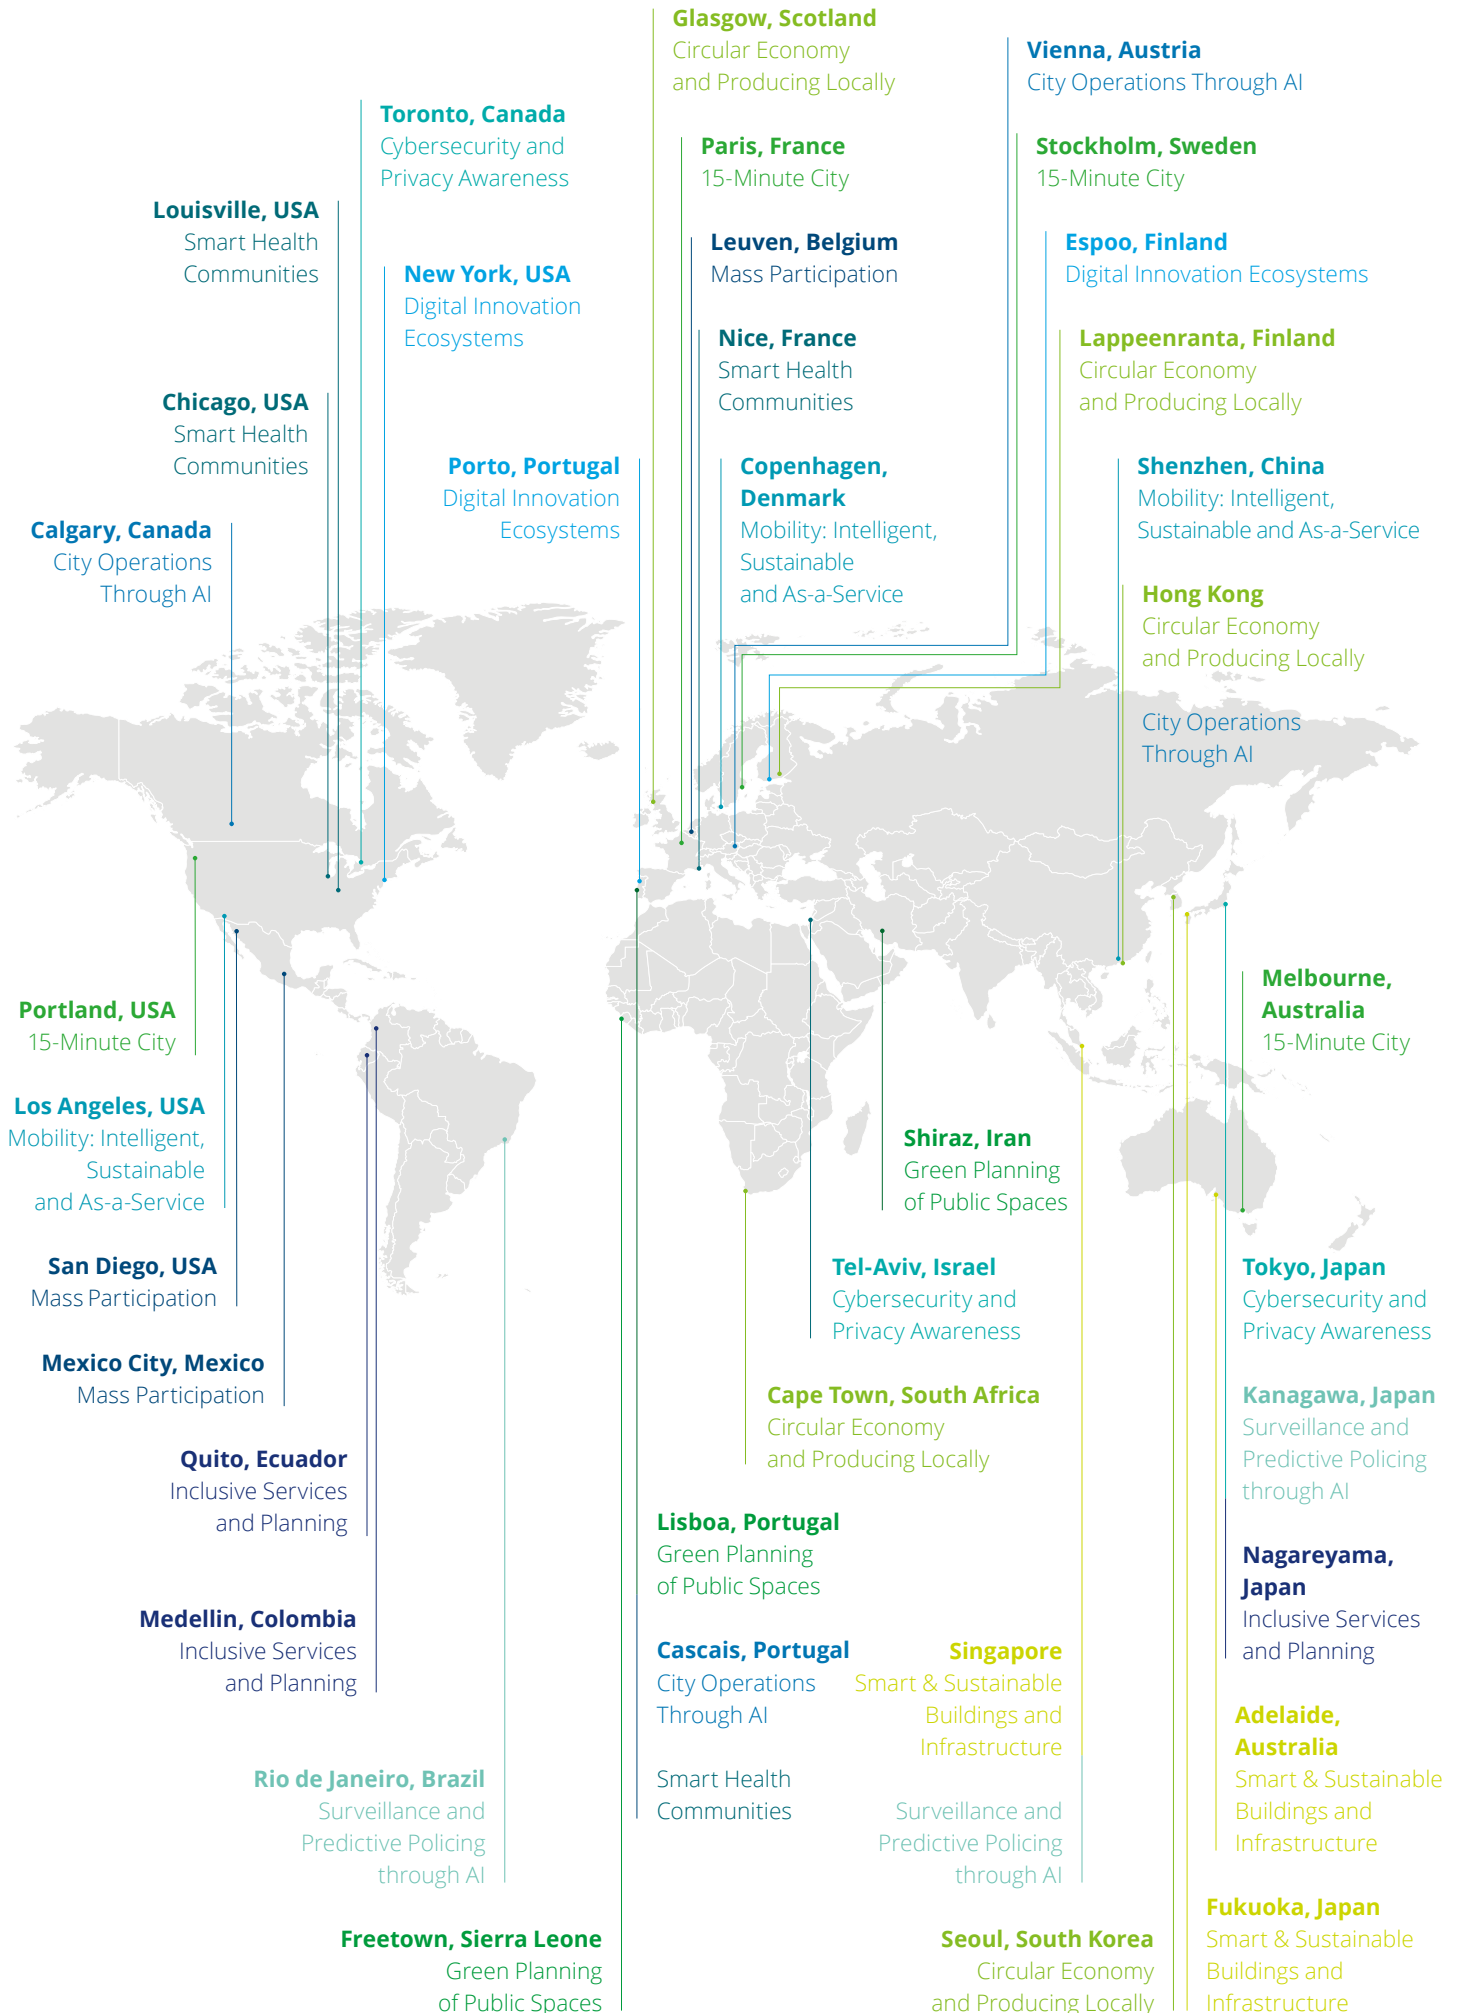 Glasgow, Scotland
Circular Economy
and Producing Locally
Vienna, Austria
City Operations Through AI
Toronto, Canada
Cybersecurity and
Privacy Awareness
Paris, France
15-Minute City
Stockholm, Sweden
15-Minute City
Louisville, USA
Smart Health
Communities
Leuven, Belgium
Mass Participation
Espoo, Finland
Digital Innovation Ecosystems
New York, USA
Digital Innovation
Ecosystems
Nice, France
Smart Health
Communities
Lappeenranta, Finland
Circular Economy
and Producing Locally
Chicago, USA
Smart Health
Communities
Porto, Portugal
Digital Innovation
Ecosystems
Copenhagen,
Denmark
Mobility: Intelligent,
Sustainable
and As-a-Service
Shenzhen, China
Mobility: Intelligent,
Sustainable and As-a-Service
Calgary, Canada
City Operations
Through AI
Hong Kong
Circular Economy
and Producing Locally
City Operations
Through AI
Portland, USA
15-Minute City
Melbourne,
Australia
15-Minute City
Los Angeles, USA
Mobility: Intelligent,
Sustainable
and As-a-Service
Shiraz, Iran
Green Planning
of Public Spaces
San Diego, USA
Mass Participation
Tel-Aviv, Israel
Cybersecurity and
Privacy Awareness
Tokyo, Japan
Cybersecurity and
Privacy Awareness
Mexico City, Mexico
Mass Participation
Cape Town, South Africa
Circular Economy
and Producing Locally
Kanagawa, Japan
Surveillance and
Predictive Policing
through AI
Quito, Ecuador
Inclusive Services
and Planning
Lisboa, Portugal
Green Planning
of Public Spaces
Nagareyama,
Japan
Inclusive Services
and Planning
Medellin, Colombia
Inclusive Services
and Planning
Cascais, Portugal
City Operations
Through AI
Smart Health
Communities
Singapore
Smart & Sustainable
Buildings and
Infrastructure
Surveillance and
Predictive Policing
through AI
Adelaide,
Australia
Smart & Sustainable
Buildings and
Infrastructure
Rio de Janeiro, Brazil
Surveillance and
Predictive Policing
through AI
Freetown, Sierra Leone
Green Planning
of Public Spaces
Seoul, South Korea
Circular Economy
and Producing Locally
Fukuoka, Japan
Smart & Sustainable
Buildings and
Infrastructure